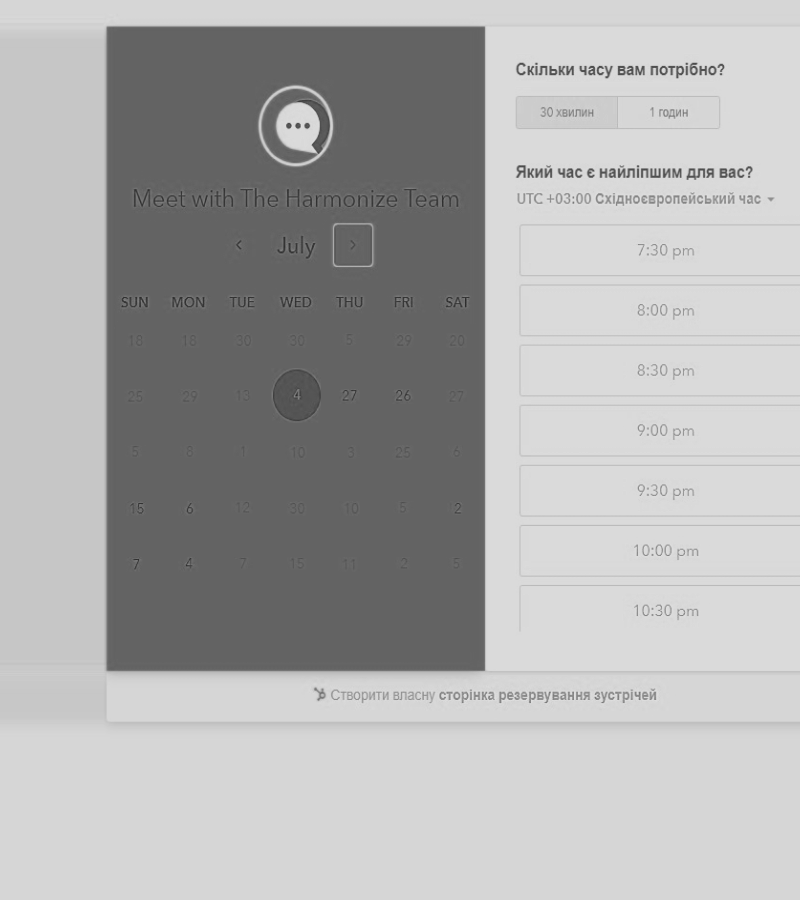 Meet with The Harmonize Team
July
SUN MON TUE WED THU FRI SAT
18 18 30 30 5 29 20
25 29 13 4 27 26 27
5 8 1 10 3 25 6
15 6 12 30 10 5 2
7 4 7 15 11 2 5
Скільки часу вам потрібно?
30 хвилин 1 годин
Який час є найліпшим для вас?
UTC +03:00 Східноєвропейський час
7:30 pm
8:00 pm
8:30 pm
9:00 pm
9:30 pm
10:00 pm
10:30 pm
Створити власну сторінка резервування зустрічей